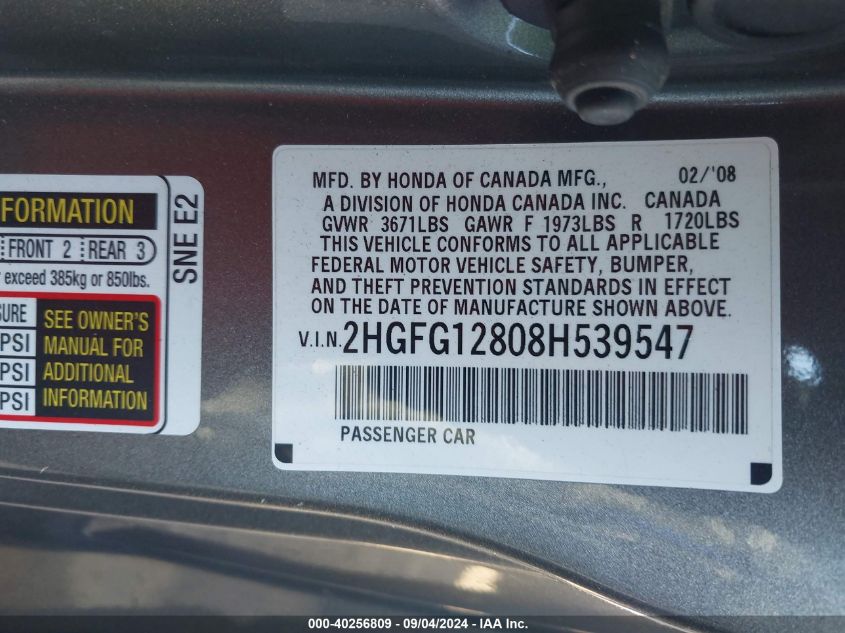 FORMATION
FRONT 2 REAR 3
exceed 385kg or 850lbs.
SURE
PSI
PSI
PSI
SEE OWNER'S
MANUAL FOR
ADDITIONAL
INFORMATION
SNE E2
MFD. BY HONDA OF CANADA MFG., 02/'08
A DIVISION OF HONDA CANADA INC. CANADA
GVWR 3671LBS GAWR F 1973LBS R 1720LBS
THIS VEHICLE CONFORMS TO ALL APPLICABLE
FEDERAL MOTOR VEHICLE SAFETY, BUMPER,
AND THEFT PREVENTION STANDARDS IN EFFECT
ON THE DATE OF MANUFACTURE SHOWN ABOVE.
V.I.N. 2HGFG12808H539547
PASSENGER CAR
000-40256809 - 09/04/2024 - IAA Inc.